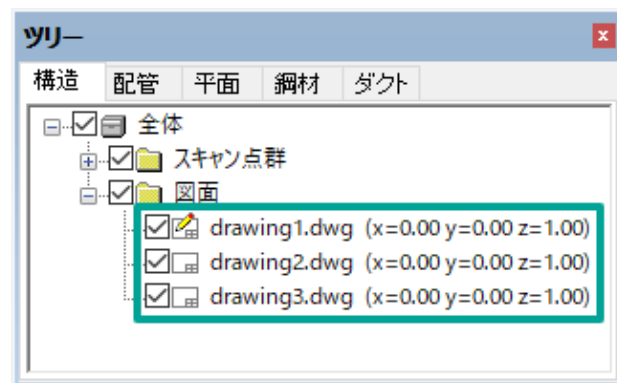 ツリー
構造 配管 平面 鋼材 ダクト
全体
スキャン点群
図面
drawing1.dwg (x=0.00 y=0.00 z=1.00)
drawing2.dwg (x=0.00 y=0.00 z=1.00)
drawing3.dwg (x=0.00 y=0.00 z=1.00)